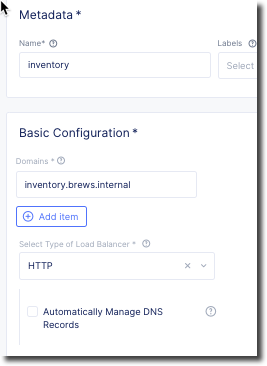 Metadata *
Name* Labels
inventory Select
Basic Configuration *
Domains *
inventory.brews.internal
Add item
Select Type of Load Balancer *
HTTP
Automatically Manage DNS
Records